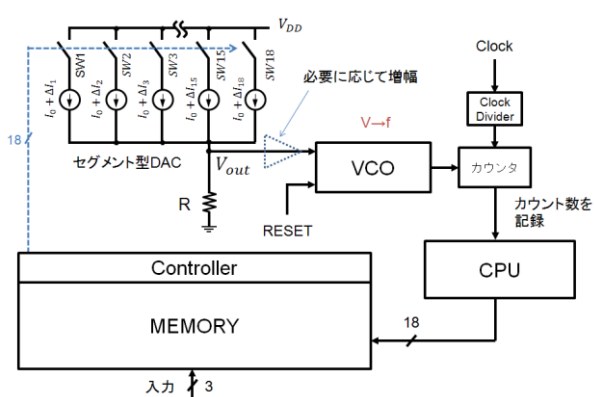 V_DD
SW1
SW2
SW3
SW15
SW18
I_0 + ΔI_1
I_0 + ΔI_2
I_0 + ΔI_3
I_0 + ΔI_15
I_0 + ΔI_18
18
セグメント型DAC
V_out
R
必要に応じて増幅
V→f
VCO
RESET
Clock
Clock
Divider
カウンタ
カウント数を
記録
CPU
18
Controller
MEMORY
入力
3